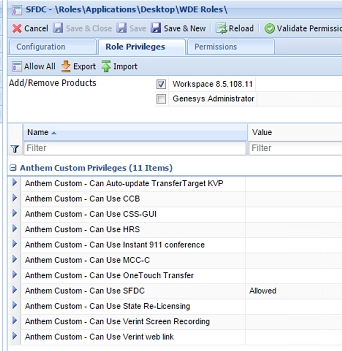 SFDC - \Roles\Applications\Desktop\WDE Roles\
Cancel Save & Close Save Save & New Reload Validate Permissio
Configuration Role Privileges Permissions
Allow All Export Import
Add/Remove Products Workspace 8.5.108.11
Genesys Administrator
Name Value
Filter Filter
Anthem Custom Privileges (11 Items)
Anthem Custom - Can Auto-update TransferTarget KVP
Anthem Custom - Can Use CCB
Anthem Custom - Can Use CSS-GUI
Anthem Custom - Can Use HRS
Anthem Custom - Can Use Instant 911 conference
Anthem Custom - Can Use MCC-C
Anthem Custom - Can Use OneTouch Transfer
Anthem Custom - Can Use SFDC Allowed
Anthem Custom - Can Use State Re-Licensing
Anthem Custom - Can Use Verint Screen Recording
Anthem Custom - Can Use Verint web link